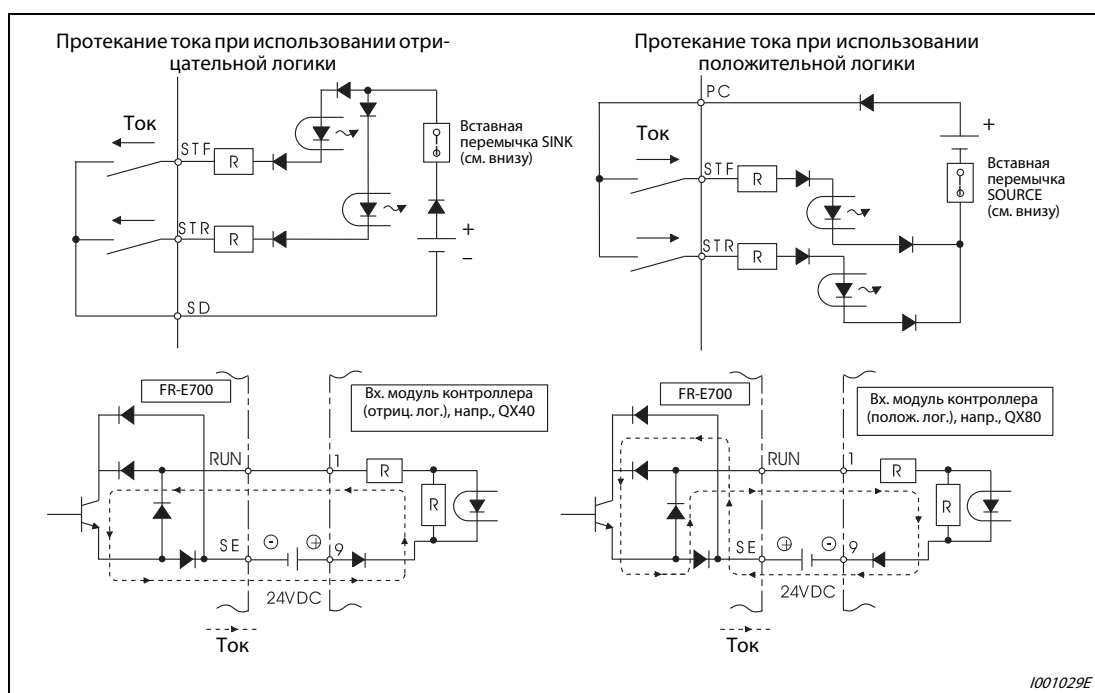 Протекание тока при использовании отри-
цательной логики
Ток
STF
R
STR
R
SD
Вставная
перемычка SINK
(см. внизу)
+
−
Протекание тока при использовании
положительной логики
PC
Ток
STF
R
STR
R
+
Вставная
перемычка
SOURCE
(см. внизу)
FR-E700
Вх. модуль контроллера
(отриц. лог.), напр., QX40
RUN
1
R
R
SE
⊖
⊕
9
24VDC
Ток
FR-E700
Вх. модуль контроллера
(полож. лог.), напр., QX80
RUN
1
R
R
SE
⊕
⊖
9
24VDC
Ток
I001029E